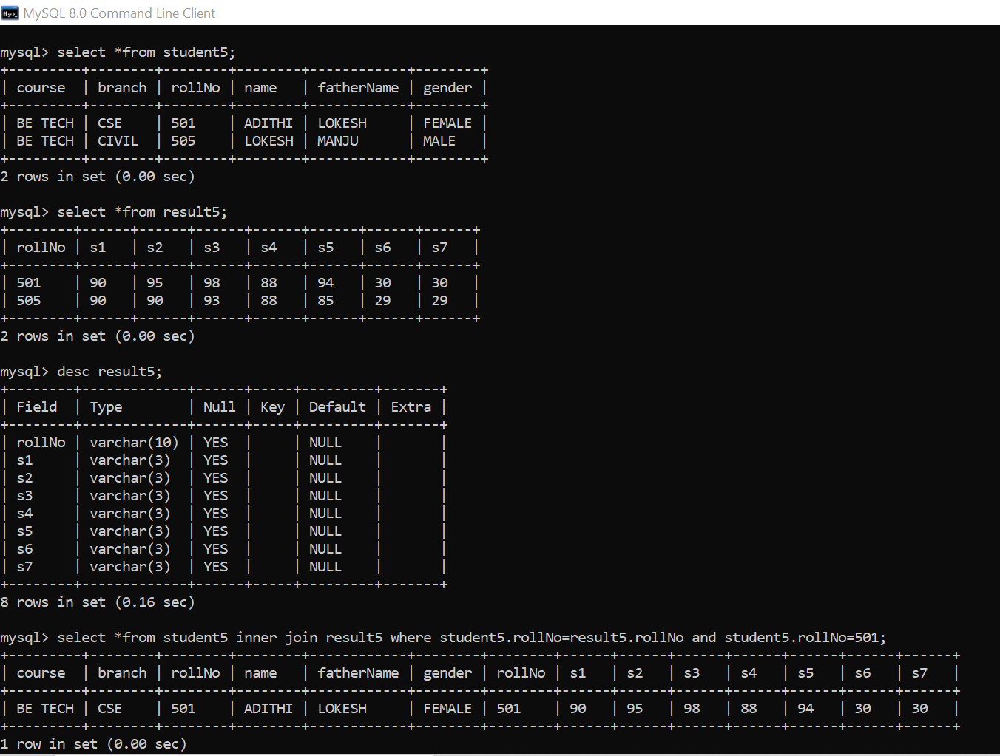 MySQL 8.0 Command Line Client
mysql> select *from student5;
+---------+--------+--------+--------+------------+--------+
| course  | branch | rollNo | name   | fatherName | gender |
+---------+--------+--------+--------+------------+--------+
| BE TECH | CSE    | 501    | ADITHI | LOKESH     | FEMALE |
| BE TECH | CIVIL  | 505    | LOKESH | MANJU      | MALE   |
+---------+--------+--------+--------+------------+--------+
2 rows in set (0.00 sec)
mysql> select *from result5;
+--------+------+------+------+------+------+------+------+
| rollNo | s1   | s2   | s3   | s4   | s5   | s6   | s7   |
+--------+------+------+------+------+------+------+------+
| 501    | 90   | 95   | 98   | 88   | 94   | 30   | 30   |
| 505    | 90   | 90   | 93   | 88   | 85   | 29   | 29   |
+--------+------+------+------+------+------+------+------+
2 rows in set (0.00 sec)
mysql> desc result5;
+--------+-------------+------+-----+---------+-------+
| Field  | Type        | Null | Key | Default | Extra |
+--------+-------------+------+-----+---------+-------+
| rollNo | varchar(10) | YES  |     | NULL    |       |
| s1     | varchar(3)  | YES  |     | NULL    |       |
| s2     | varchar(3)  | YES  |     | NULL    |       |
| s3     | varchar(3)  | YES  |     | NULL    |       |
| s4     | varchar(3)  | YES  |     | NULL    |       |
| s5     | varchar(3)  | YES  |     | NULL    |       |
| s6     | varchar(3)  | YES  |     | NULL    |       |
| s7     | varchar(3)  | YES  |     | NULL    |       |
+--------+-------------+------+-----+---------+-------+
8 rows in set (0.16 sec)
mysql> select *from student5 inner join result5 where student5.rollNo=result5.rollNo and student5.rollNo=501;
+---------+--------+--------+--------+------------+--------+--------+------+------+------+------+------+------+------+
| course  | branch | rollNo | name   | fatherName | gender | rollNo | s1   | s2   | s3   | s4   | s5   | s6   | s7   |
+---------+--------+--------+--------+------------+--------+--------+------+------+------+------+------+------+------+
| BE TECH | CSE    | 501    | ADITHI | LOKESH     | FEMALE | 501    | 90   | 95   | 98   | 88   | 94   | 30   | 30   |
+---------+--------+--------+--------+------------+--------+--------+------+------+------+------+------+------+------+
1 row in set (0.00 sec)